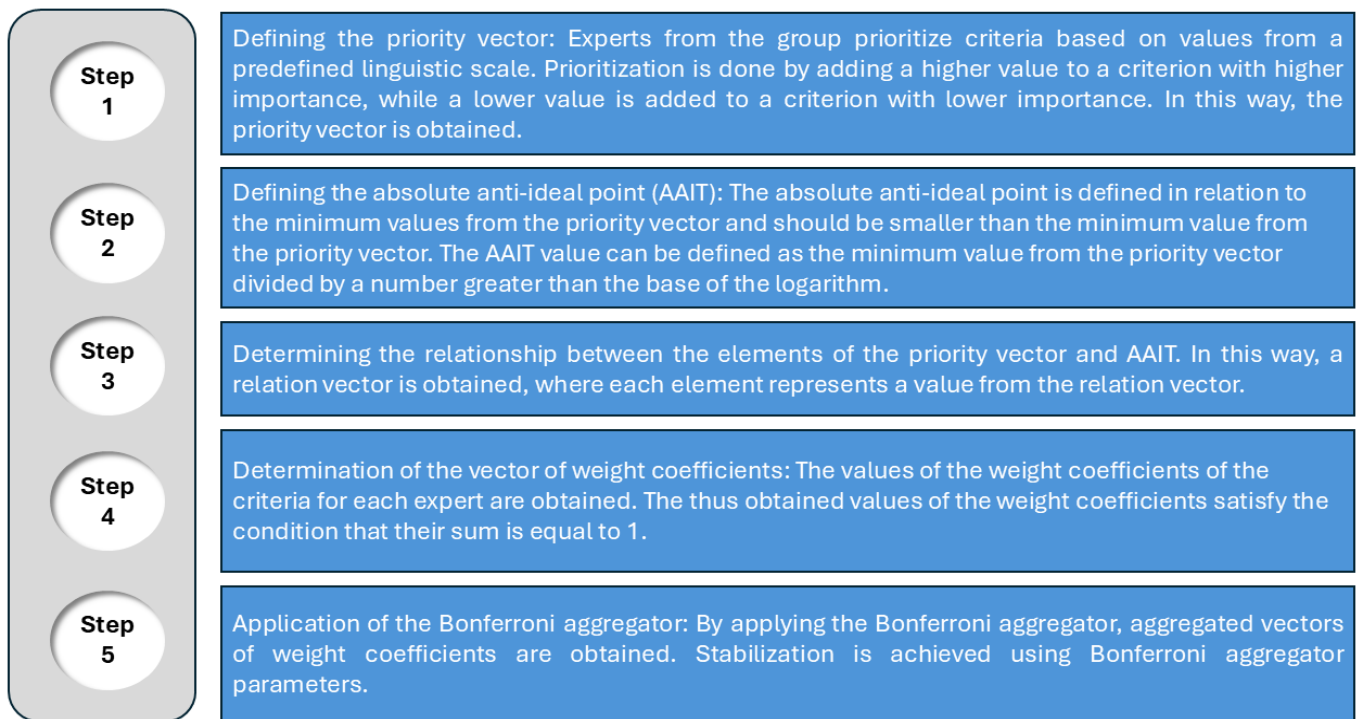 Step
1
Defining the priority vector: Experts from the group prioritize criteria based on values from a
predefined linguistic scale. Prioritization is done by adding a higher value to a criterion with higher
importance, while a lower value is added to a criterion with lower importance. In this way, the
priority vector is obtained.
Step
2
Defining the absolute anti-ideal point (AAIT): The absolute anti-ideal point is defined in relation to
the minimum values from the priority vector and should be smaller than the minimum value from
the priority vector. The AAIT value can be defined as the minimum value from the priority vector
divided by a number greater than the base of the logarithm.
Step
3
Determining the relationship between the elements of the priority vector and AAIT. In this way, a
relation vector is obtained, where each element represents a value from the relation vector.
Step
4
Determination of the vector of weight coefficients: The values of the weight coefficients of the
criteria for each expert are obtained. The thus obtained values of the weight coefficients satisfy the
condition that their sum is equal to 1.
Step
5
Application of the Bonferroni aggregator: By applying the Bonferroni aggregator, aggregated vectors
of weight coefficients are obtained. Stabilization is achieved using Bonferroni aggregator
parameters.